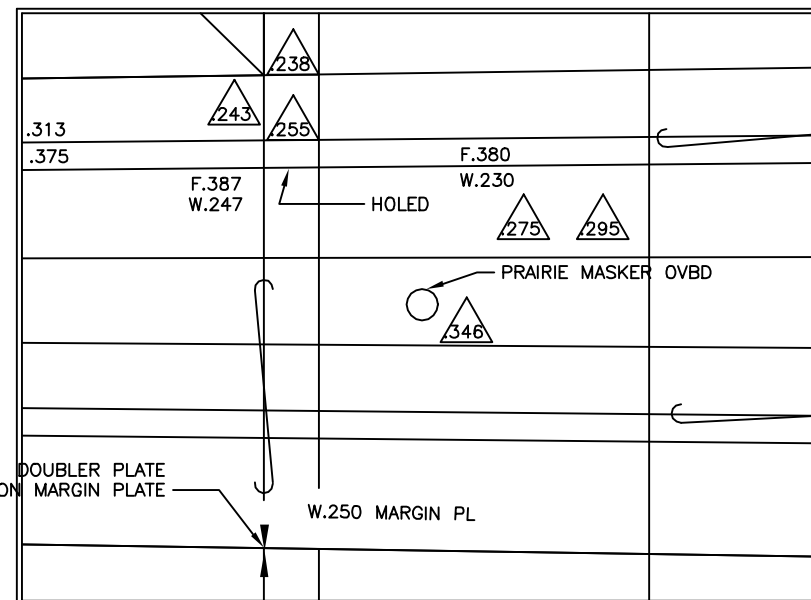 .238
.243
.255
.313
.375
F.380
W.230
F.387
W.247
HOLED
.275
.295
PRAIRIE MASKER OVBD
.346
DOUBLER PLATE
ON MARGIN PLATE
W.250 MARGIN PL